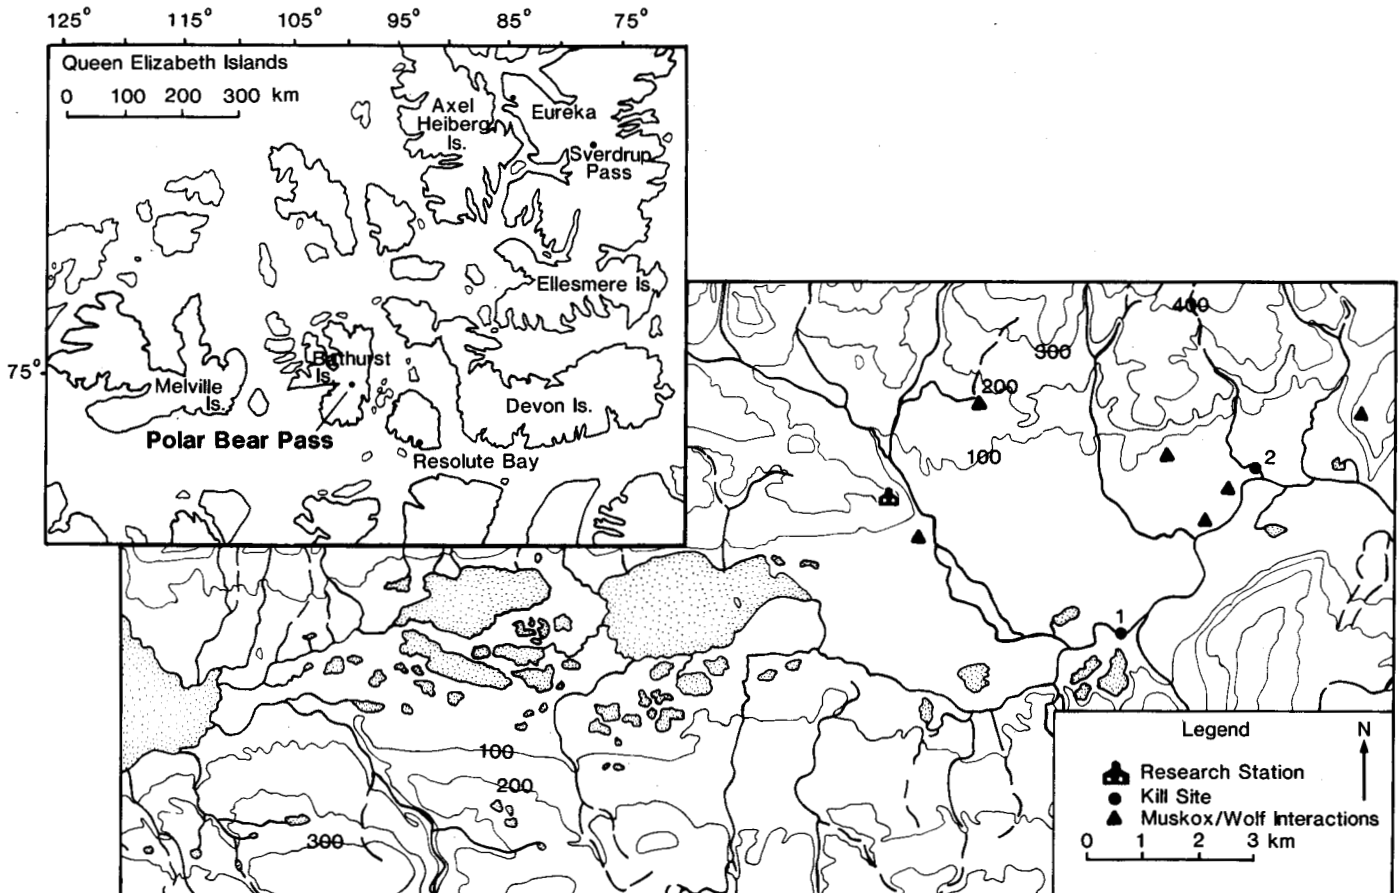 125° 115° 105° 95° 85° 75°
Queen Elizabeth Islands
0 100 200 300 km
Axel
Heiberg
Is.
Eureka
Sverdrup
Pass
Ellesmere Is.
75°
Bathurst
Is.
Melville
Is.
Devon Is.
Polar Bear Pass
Resolute Bay
400
300
200
100
2
1
100
200
300
Legend
N
Research Station
Kill Site
Muskox/Wolf Interactions
0 1 2 3 km